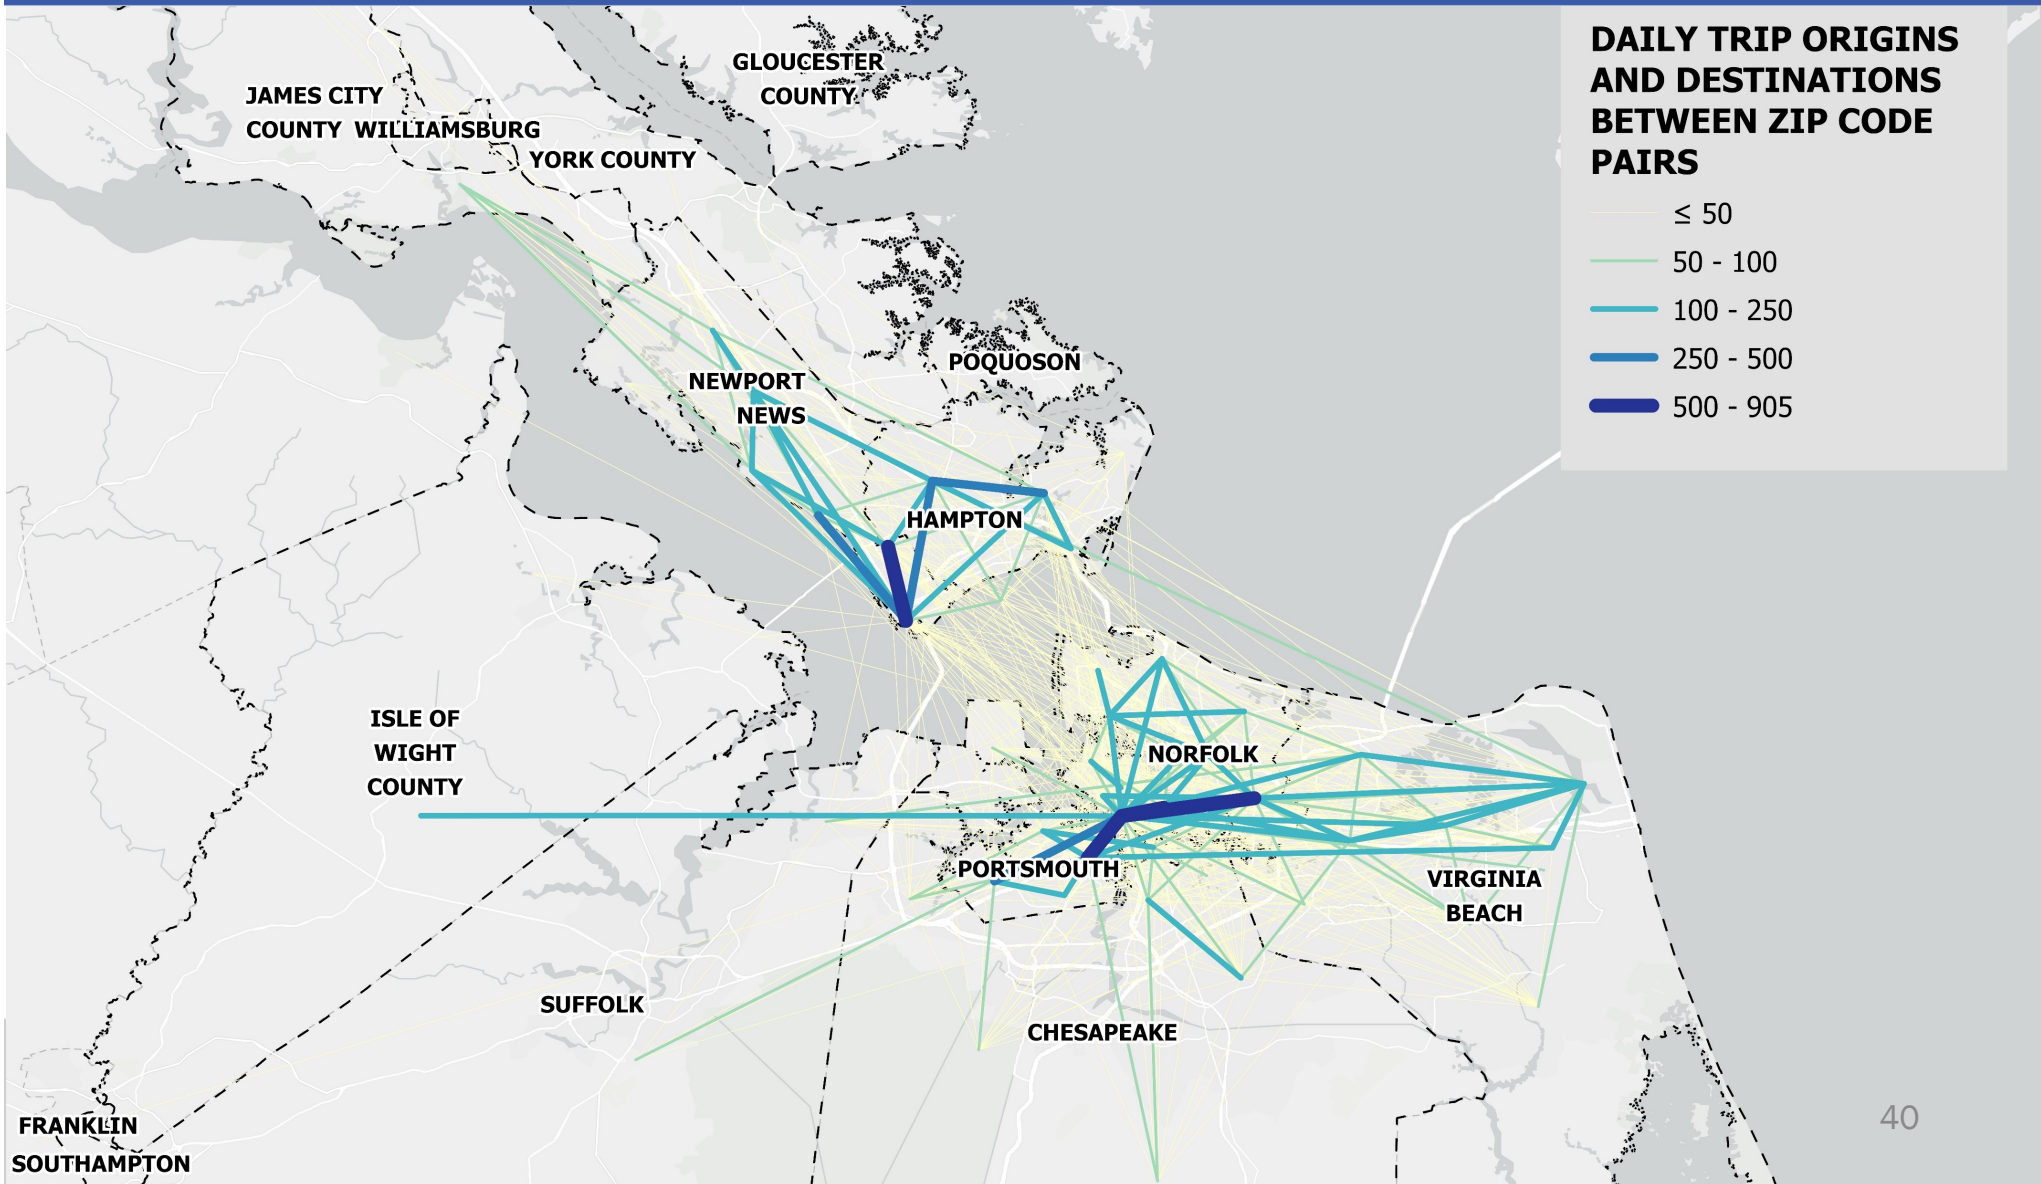 DAILY TRIP ORIGINS
AND DESTINATIONS
BETWEEN ZIP CODE
PAIRS
≤ 50
50 - 100
100 - 250
250 - 500
500 - 905
GLOUCESTER
COUNTY
JAMES CITY
COUNTY
WILLIAMSBURG
YORK COUNTY
POQUOSON
NEWPORT
NEWS
HAMPTON
ISLE OF
WIGHT
COUNTY
NORFOLK
PORTSMOUTH
VIRGINIA
BEACH
SUFFOLK
CHESAPEAKE
FRANKLIN
SOUTHAMPTON
40